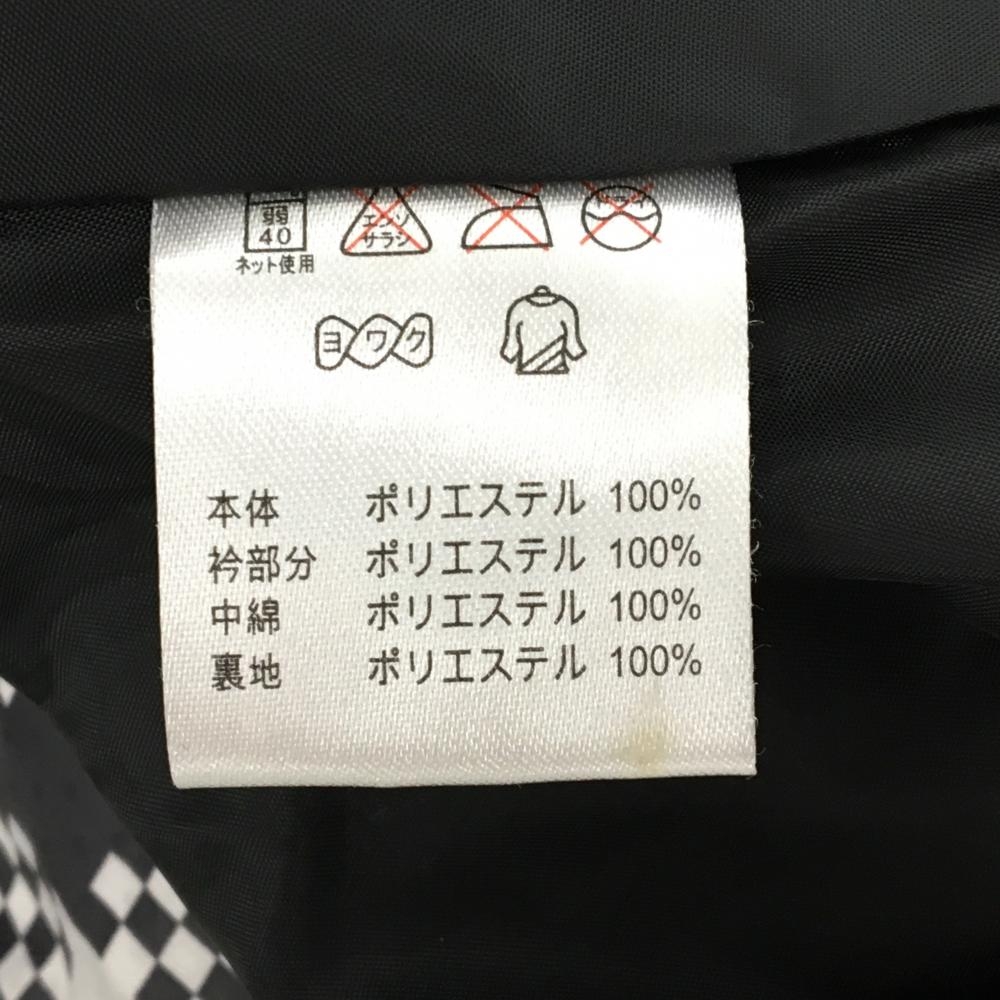 弱
40
ネット使用
エンソ
サラシ
ヨワク
本体 ポリエステル 100%
衿部分 ポリエステル 100%
中綿 ポリエステル 100%
裏地 ポリエステル 100%